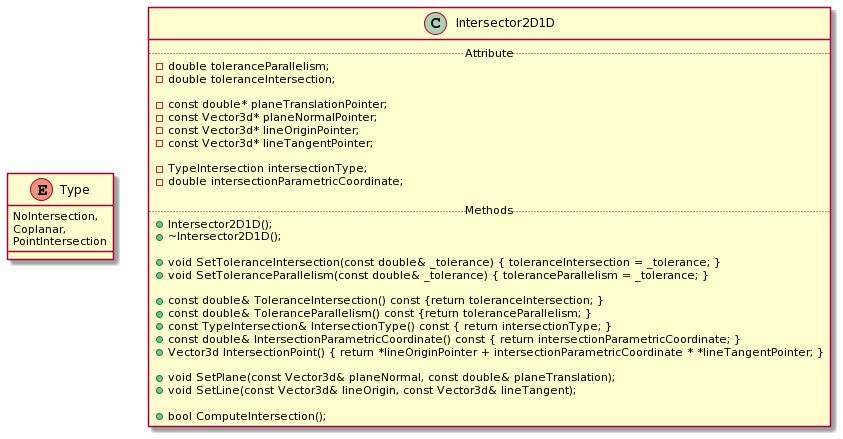 E Type
NoIntersection,
Coplanar,
PointIntersection
C Intersector2D1D
Attribute
double toleranceParallelism;
double toleranceIntersection;
const double* planeTranslationPointer;
const Vector3d* planeNormalPointer;
const Vector3d* lineOriginPointer;
const Vector3d* lineTangentPointer;
TypeIntersection intersectionType;
double intersectionParametricCoordinate;
Methods
Intersector2D1D();
~Intersector2D1D();
void SetToleranceIntersection(const double& _tolerance) { toleranceIntersection = _tolerance; }
void SetToleranceParallelism(const double& _tolerance) { toleranceParallelism = _tolerance; }
const double& ToleranceIntersection() const {return toleranceIntersection; }
const double& ToleranceParallelism() const {return toleranceParallelism; }
const TypeIntersection& IntersectionType() const { return intersectionType; }
const double& IntersectionParametricCoordinate() const { return intersectionParametricCoordinate; }
Vector3d IntersectionPoint() { return *lineOriginPointer + intersectionParametricCoordinate * *lineTangentPointer; }
void SetPlane(const Vector3d& planeNormal, const double& planeTranslation);
void SetLine(const Vector3d& lineOrigin, const Vector3d& lineTangent);
bool ComputeIntersection();